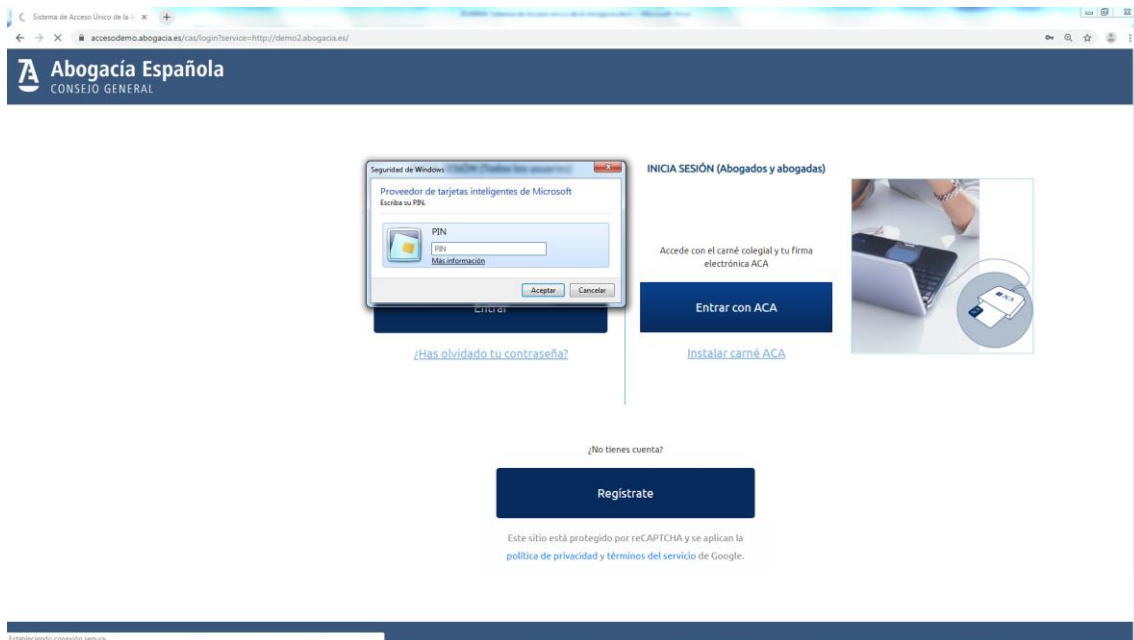 Sistema de Acceso Único de la A
accesodemo.abogacia.es/cas/login?service=http://demo2.abogacia.es/
Abogacía Española
CONSEJO GENERAL
Seguridad de Windows
Proveedor de tarjetas inteligentes de Microsoft
Escriba su PIN.
PIN
PIN
Más información
Aceptar
Cancelar
Entrar
¿Has olvidado tu contraseña?
INICIA SESIÓN (Abogados y abogadas)
Accede con el carné colegial y tu firma
electrónica ACA
Entrar con ACA
Instalar carné ACA
ACA
¿No tienes cuenta?
Regístrate
Este sitio está protegido por reCAPTCHA y se aplican la
política de privacidad y términos del servicio de Google.
Estableciendo conexión segura...